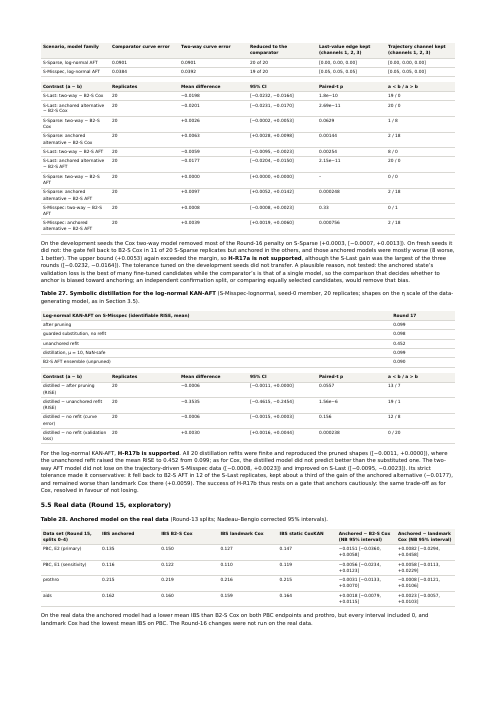 Scenario, model family Comparator curve error Two-way curve error Reduced to the comparator Last-value edge kept (channels 1, 2, 3) Trajectory channel kept (channels 1, 2, 3)
S-Sparse, log-normal AFT 0.0901 0.0901 20 of 20 [0.00, 0.00, 0.00] [0.00, 0.00, 0.00]
S-Misspec, log-normal AFT 0.0384 0.0392 19 of 20 [0.05, 0.05, 0.05] [0.05, 0.05, 0.05]
Contrast (a − b) Replicates Mean difference 95% CI Paired-t p a < b / a > b
S-Last: two-way − B2-S Cox 20 −0.0198 [−0.0232, −0.0164] 1.8e−10 19 / 0
S-Last: anchored alternative − B2-S Cox 20 −0.0201 [−0.0231, −0.0170] 2.69e−11 20 / 0
S-Sparse: two-way − B2-S Cox 20 +0.0026 [−0.0002, +0.0053] 0.0629 1 / 8
S-Sparse: anchored alternative − B2-S Cox 20 +0.0063 [+0.0028, +0.0098] 0.00144 2 / 18
S-Last: two-way − B2-S AFT 20 −0.0059 [−0.0095, −0.0023] 0.00254 8 / 0
S-Last: anchored alternative − B2-S AFT 20 −0.0177 [−0.0204, −0.0150] 2.15e−11 20 / 0
S-Sparse: two-way − B2-S AFT 20 +0.0000 [+0.0000, +0.0000] – 0 / 0
S-Sparse: anchored alternative − B2-S AFT 20 +0.0097 [+0.0052, +0.0142] 0.000248 2 / 18
S-Misspec: two-way − B2-S AFT 20 +0.0008 [−0.0008, +0.0023] 0.33 0 / 1
S-Misspec: anchored alternative − B2-S AFT 20 +0.0039 [+0.0019, +0.0060] 0.000756 2 / 18
On the development seeds the Cox two-way model removed most of the Round-16 penalty on S-Sparse (+0.0003, [−0.0007, +0.0013]). On fresh seeds it
did not: the gate fell back to B2-S Cox in 11 of 20 S-Sparse replicates but anchored in the others, and those anchored models were mostly worse (8 worse,
1 better). The upper bound (+0.0053) again exceeded the margin, so H-R17a is not supported, although the S-Last gain was the largest of the three
rounds ([−0.0232, −0.0164]). The tolerance tuned on the development seeds did not transfer. A plausible reason, not tested: the anchored state's
validation loss is the best of many fine-tuned candidates while the comparator's is that of a single model, so the comparison that decides whether to
anchor is biased toward anchoring; an independent confirmation split, or comparing equally selected candidates, would remove that bias.
Table 27. Symbolic distillation for the log-normal KAN-AFT (S-Misspec-lognormal, seed-0 member, 20 replicates; shapes on the η scale of the data-
generating model, as in Section 3.5).
Log-normal KAN-AFT on S-Misspec (identifiable RISE, mean) Round 17
after pruning 0.099
guarded substitution, no refit 0.098
unanchored refit 0.452
distillation, μ = 10, NaN-safe 0.099
B2-S AFT ensemble (unpruned) 0.090
Contrast (a − b) Replicates Mean difference 95% CI Paired-t p a < b / a > b
distilled − after pruning (RISE) 20 −0.0006 [−0.0011, +0.0000] 0.0557 13 / 7
distilled − unanchored refit (RISE) 20 −0.3535 [−0.4615, −0.2454] 1.56e−6 19 / 1
distilled − no refit (curve error) 20 −0.0006 [−0.0015, +0.0003] 0.156 12 / 8
distilled − no refit (validation loss) 20 +0.0030 [+0.0016, +0.0044] 0.000238 0 / 20
For the log-normal KAN-AFT, H-R17b is supported. All 20 distillation refits were finite and reproduced the pruned shapes ([−0.0011, +0.0000]),
where the unanchored refit raised the mean RISE to 0.452 from 0.099; as for Cox, the distilled model did not predict better than the substituted one. The two-
way AFT model did not lose on the trajectory-driven S-Misspec data ([−0.0008, +0.0023]) and improved on S-Last ([−0.0095, −0.0023]). Its strict
tolerance made it conservative: it fell back to B2-S AFT in 12 of the S-Last replicates, kept about a third of the gain of the anchored alternative (−0.0177),
and remained worse than landmark Cox there (+0.0059). The success of H-R17b thus rests on a gate that anchors cautiously: the same trade-off as for
Cox, resolved in favour of not losing.
5.5 Real data (Round 15, exploratory)
Table 28. Anchored model on the real data (Round-13 splits; Nadeau-Bengio corrected 95% intervals).
Data set (Round 15, splits 0–4) IBS anchored IBS B2-S Cox IBS landmark Cox IBS static CoxKAN Anchored − B2-S Cox (NB 95% interval) Anchored − landmark Cox (NB 95% interval)
PBC, E2 (primary) 0.135 0.150 0.127 0.147 −0.0151 [−0.0360, +0.0058] +0.0082 [−0.0294, +0.0458]
PBC, E1 (sensitivity) 0.116 0.122 0.110 0.119 −0.0056 [−0.0234, +0.0123] +0.0058 [−0.0113, +0.0229]
prothro 0.215 0.219 0.216 0.215 −0.0031 [−0.0133, +0.0070] −0.0008 [−0.0121, +0.0106]
aids 0.162 0.160 0.159 0.164 +0.0018 [−0.0079, +0.0115] +0.0023 [−0.0057, +0.0103]
On the real data the anchored model had a lower mean IBS than B2-S Cox on both PBC endpoints and prothro, but every interval included 0, and
landmark Cox had the lowest mean IBS on PBC. The Round-16 changes were not run on the real data.